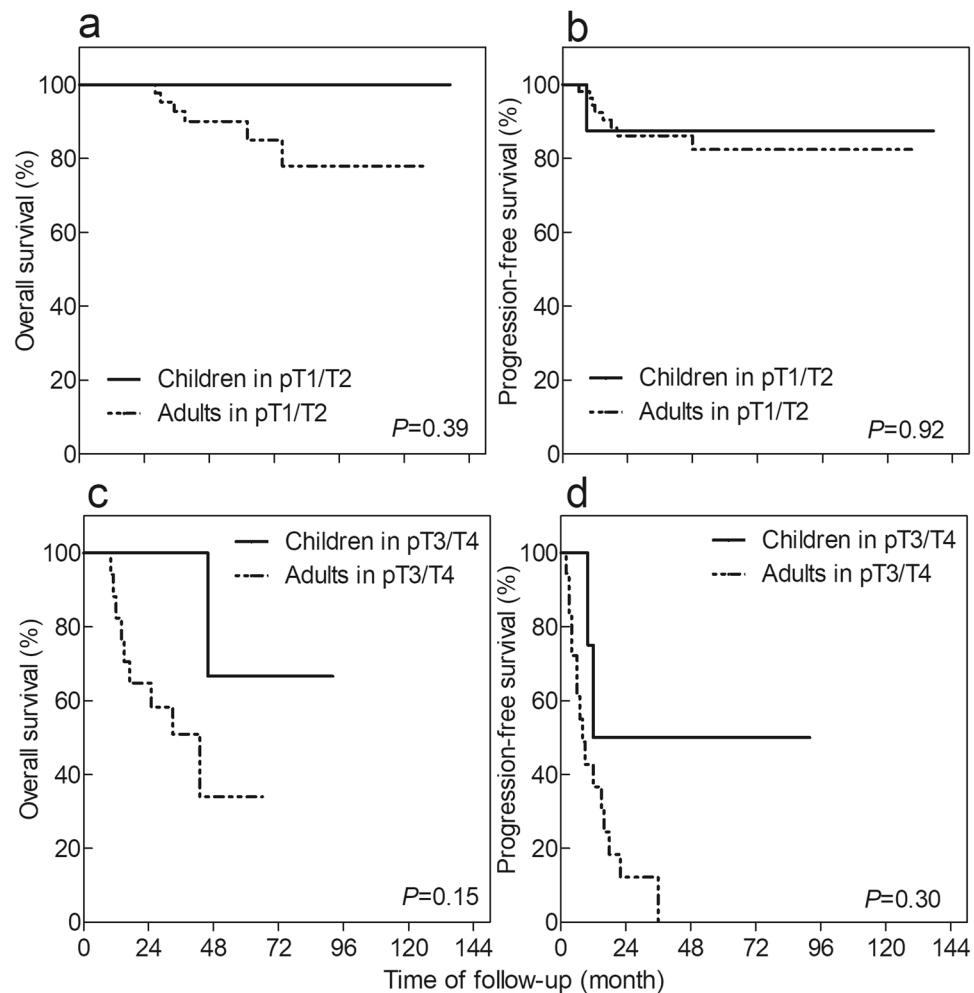 a
Overall survival (%)
100
80
60
40
20
0
Children in pT1/T2
Adults in pT1/T2
P=0.39
b
Progression-free survival (%)
100
80
60
40
20
0
Children in pT1/T2
Adults in pT1/T2
P=0.92
c
Overall survival (%)
100
80
60
40
20
0
Children in pT3/T4
Adults in pT3/T4
P=0.15
0 24 48 72 96 120 144
d
Progression-free survival (%)
100
80
60
40
20
0
Children in pT3/T4
Adults in pT3/T4
P=0.30
0 24 48 72 96 120 144
Time of follow-up (month)